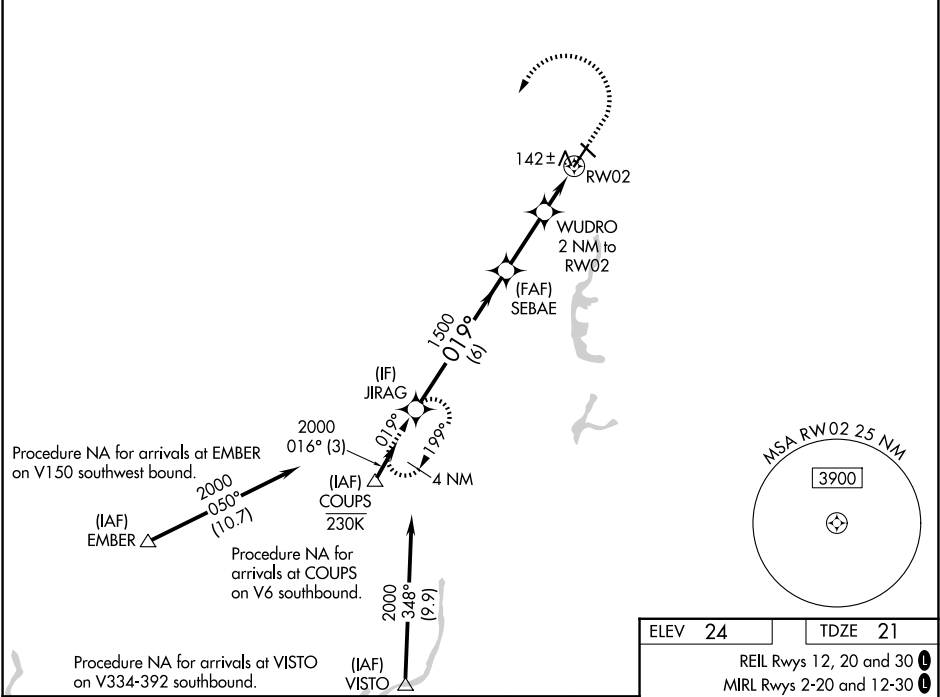 142±
RW02
WUDRO
2 NM to
RW02
(FAF)
SEBAE
1500
019°
(6)
(IF)
JIRAG
2000
016° (3)
019°
199°
4 NM
(IAF)
COUPS
230K
Procedure NA for arrivals at EMBER
on V150 southwest bound.
2000
050°
(10.7)
(IAF)
EMBER
Procedure NA for
arrivals at COUPS
on V6 southbound.
2000
348°
(9.9)
Procedure NA for arrivals at VISTO
on V334-392 southbound.
(IAF)
VISTO
MSA RW02 25 NM
3900
ELEV 24
TDZE 21
REIL Rwys 12, 20 and 30 L
MIRL Rwys 2-20 and 12-30 L